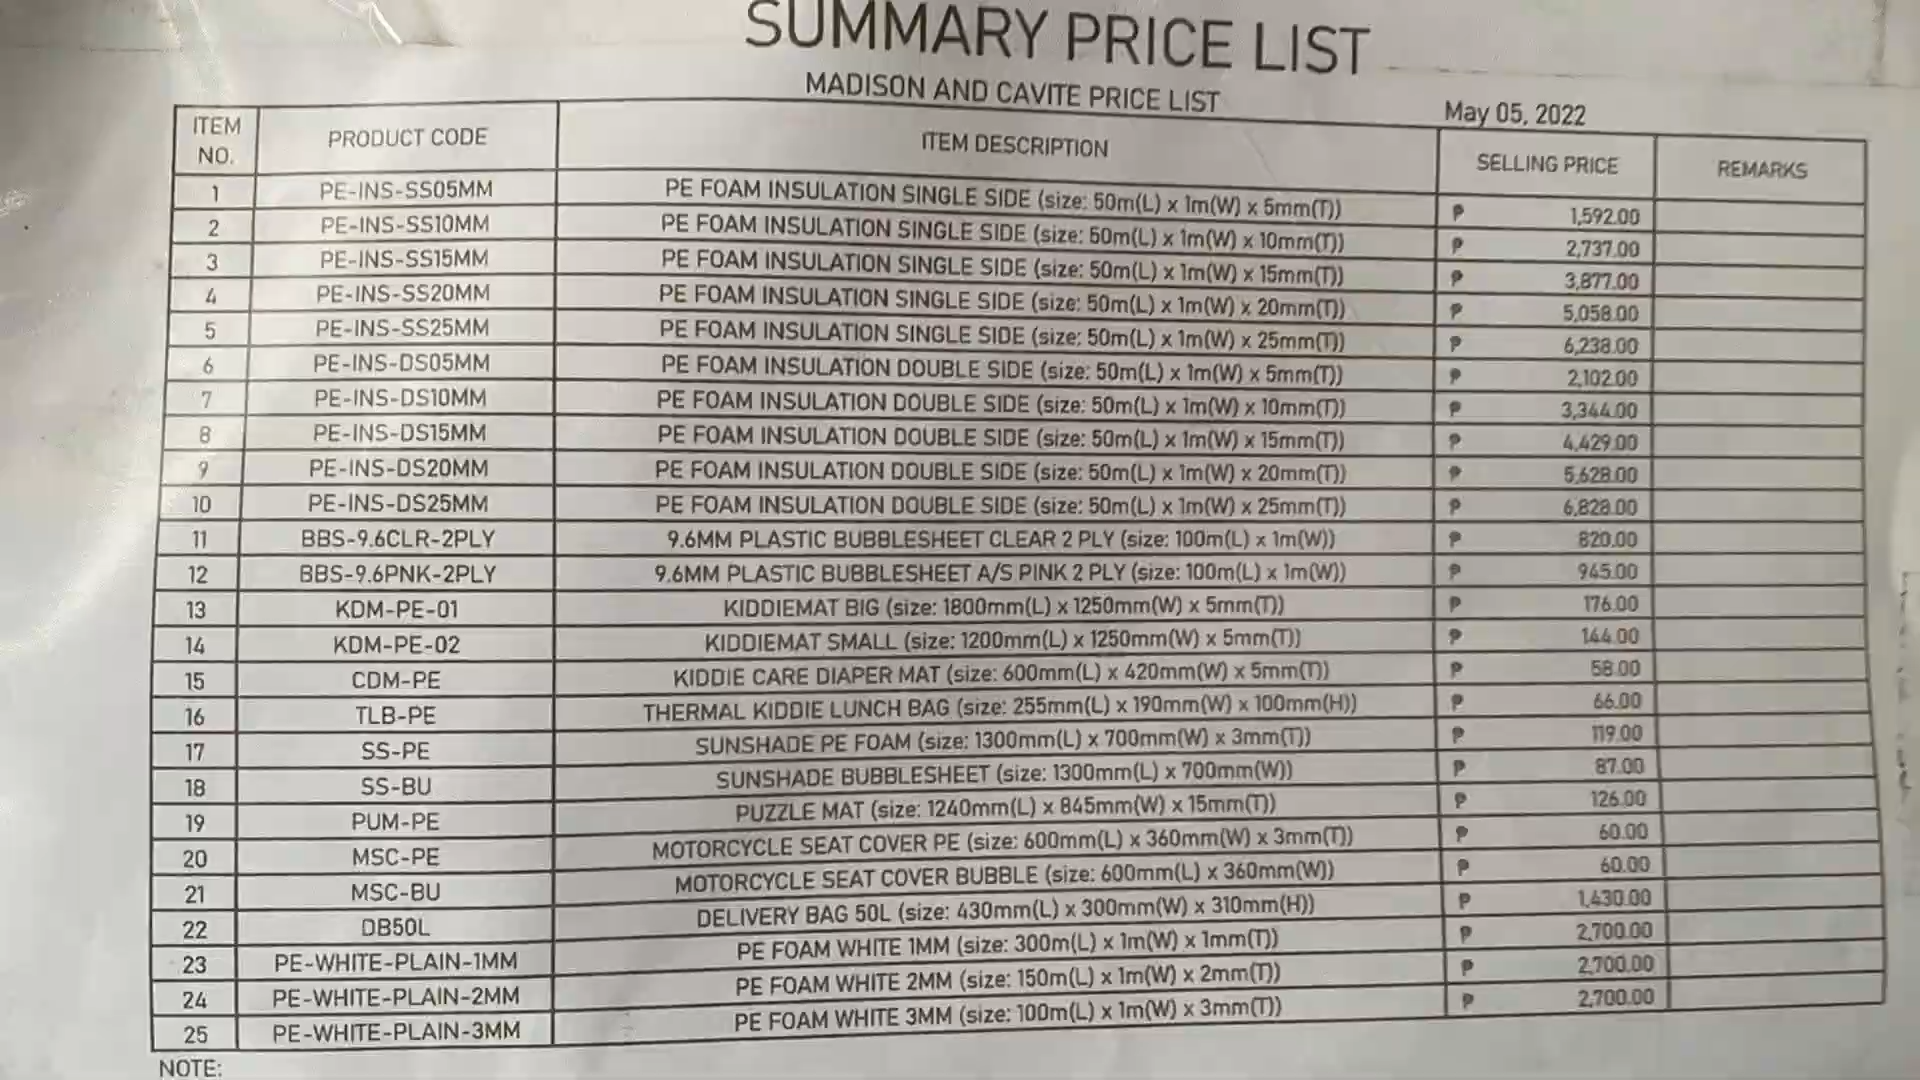 SUMMARY PRICE LIST
MADISON AND CAVITE PRICE LIST
May 05, 2022
ITEM NO. PRODUCT CODE ITEM DESCRIPTION SELLING PRICE REMARKS
1 PE-INS-SS05MM PE FOAM INSULATION SINGLE SIDE (size: 50m(L) x 1m(W) x 5mm(T)) ₱ 1,592.00
2 PE-INS-SS10MM PE FOAM INSULATION SINGLE SIDE (size: 50m(L) x 1m(W) x 10mm(T)) ₱ 2,737.00
3 PE-INS-SS15MM PE FOAM INSULATION SINGLE SIDE (size: 50m(L) x 1m(W) x 15mm(T)) ₱ 3,877.00
4 PE-INS-SS20MM PE FOAM INSULATION SINGLE SIDE (size: 50m(L) x 1m(W) x 20mm(T)) ₱ 5,058.00
5 PE-INS-SS25MM PE FOAM INSULATION SINGLE SIDE (size: 50m(L) x 1m(W) x 25mm(T)) ₱ 6,238.00
6 PE-INS-DS05MM PE FOAM INSULATION DOUBLE SIDE (size: 50m(L) x 1m(W) x 5mm(T)) ₱ 2,102.00
7 PE-INS-DS10MM PE FOAM INSULATION DOUBLE SIDE (size: 50m(L) x 1m(W) x 10mm(T)) ₱ 3,344.00
8 PE-INS-DS15MM PE FOAM INSULATION DOUBLE SIDE (size: 50m(L) x 1m(W) x 15mm(T)) ₱ 4,429.00
9 PE-INS-DS20MM PE FOAM INSULATION DOUBLE SIDE (size: 50m(L) x 1m(W) x 20mm(T)) ₱ 5,628.00
10 PE-INS-DS25MM PE FOAM INSULATION DOUBLE SIDE (size: 50m(L) x 1m(W) x 25mm(T)) ₱ 6,828.00
11 BBS-9.6CLR-2PLY 9.6MM PLASTIC BUBBLESHEET CLEAR 2 PLY (size: 100m(L) x 1m(W)) ₱ 820.00
12 BBS-9.6PNK-2PLY 9.6MM PLASTIC BUBBLESHEET A/S PINK 2 PLY (size: 100m(L) x 1m(W)) ₱ 945.00
13 KDM-PE-01 KIDDIEMAT BIG (size: 1800mm(L) x 1250mm(W) x 5mm(T)) ₱ 176.00
14 KDM-PE-02 KIDDIEMAT SMALL (size: 1200mm(L) x 1250mm(W) x 5mm(T)) ₱ 144.00
15 CDM-PE KIDDIE CARE DIAPER MAT (size: 600mm(L) x 420mm(W) x 5mm(T)) ₱ 58.00
16 TLB-PE THERMAL KIDDIE LUNCH BAG (size: 255mm(L) x 190mm(W) x 100mm(H)) ₱ 66.00
17 SS-PE SUNSHADE PE FOAM (size: 1300mm(L) x 700mm(W) x 3mm(T)) ₱ 119.00
18 SS-BU SUNSHADE BUBBLESHEET (size: 1300mm(L) x 700mm(W)) ₱ 87.00
19 PUM-PE PUZZLE MAT (size: 1240mm(L) x 845mm(W) x 15mm(T)) ₱ 126.00
20 MSC-PE MOTORCYCLE SEAT COVER PE (size: 600mm(L) x 360mm(W) x 3mm(T)) ₱ 60.00
21 MSC-BU MOTORCYCLE SEAT COVER BUBBLE (size: 600mm(L) x 360mm(W)) ₱ 60.00
22 DB50L DELIVERY BAG 50L (size: 430mm(L) x 300mm(W) x 310mm(H)) ₱ 1,430.00
23 PE-WHITE-PLAIN-1MM PE FOAM WHITE 1MM (size: 300m(L) x 1m(W) x 1mm(T)) ₱ 2,700.00
24 PE-WHITE-PLAIN-2MM PE FOAM WHITE 2MM (size: 150m(L) x 1m(W) x 2mm(T)) ₱ 2,700.00
25 PE-WHITE-PLAIN-3MM PE FOAM WHITE 3MM (size: 100m(L) x 1m(W) x 3mm(T)) ₱ 2,700.00
NOTE: